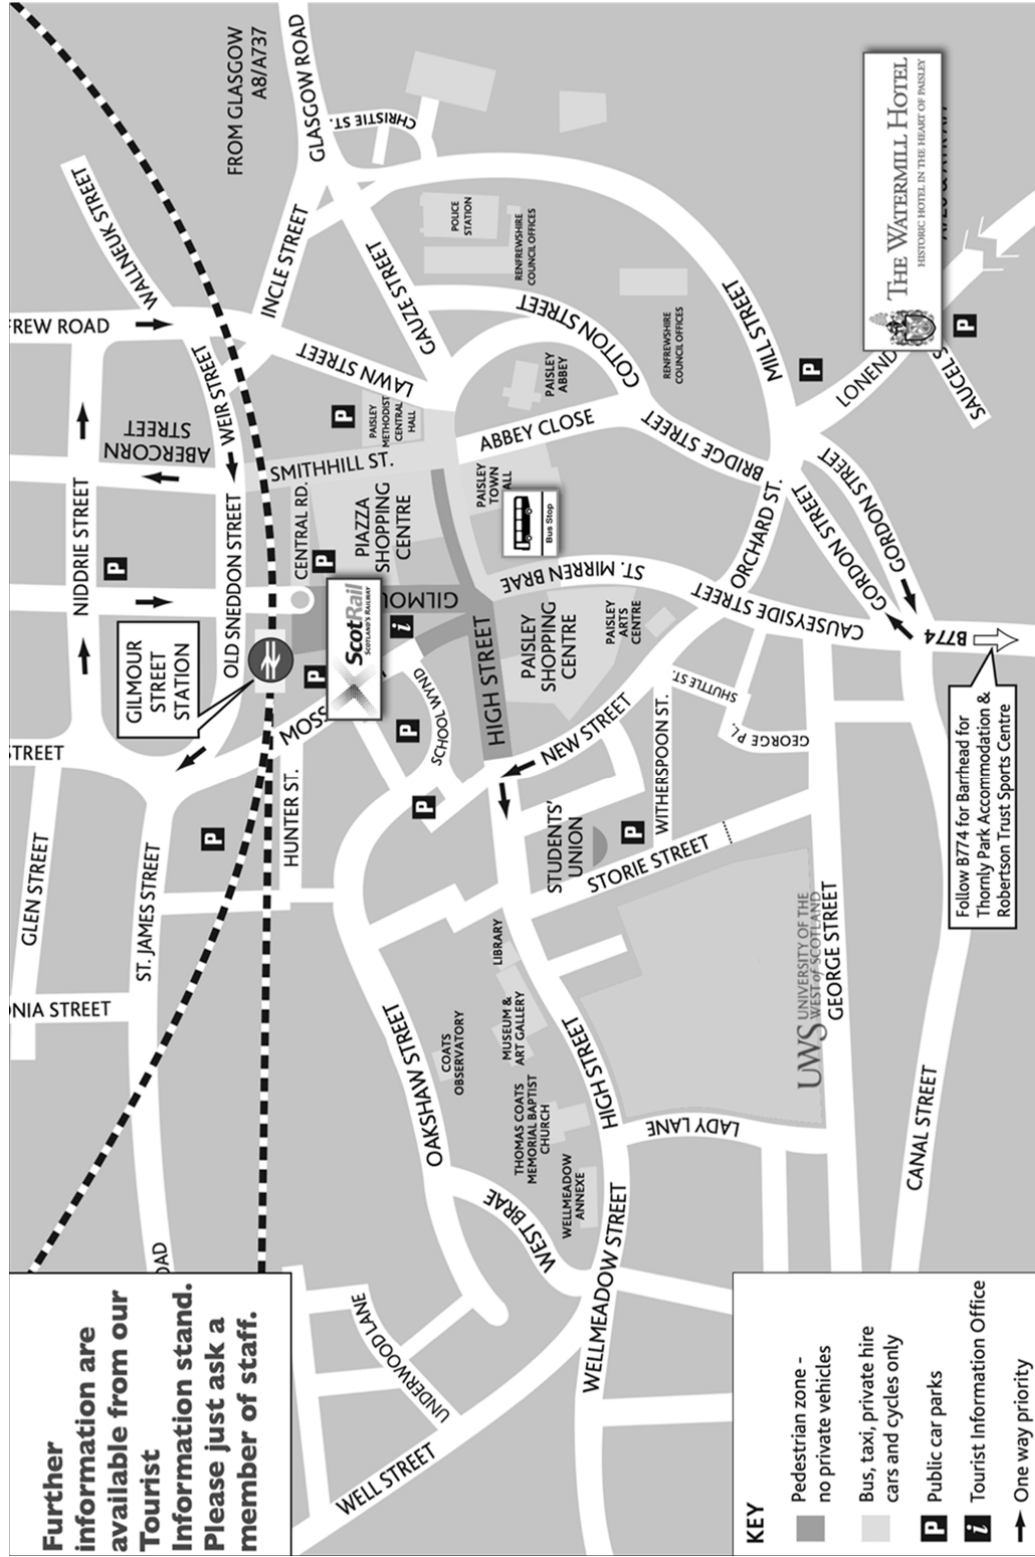 Further
information are
available from our
Tourist
Information stand.
Please just ask a
member of staff.
FROM GLASGOW
A8/A737
GLASGOW ROAD
CHRISTIE ST.
WALLNEUK STREET
INCLE STREET
FREW ROAD
WEIR STREET
ABERCORN
STREET
NIDDRIE STREET
OLD SNEDDON STREET
GILMOUR
STREET
STATION
STREET
GLEN STREET
NIA STREET
ST. JAMES STREET
OAD
HUNTER ST.
MOSS
CENTRAL RD.
SMITHHILL ST.
LAWN STREET
GAUZE STREET
P
PAISLEY
METHODIST
CENTRAL
HALL
PIAZZA
SHOPPING
CENTRE
GILMOU
ScotRail
SCOTLAND'S RAILWAY
i
SCHOOL WYND
HIGH STREET
POLICE
STATION
RENFREWSHIRE
COUNCIL OFFICES
COTTON STREET
RENFREWSHIRE
COUNCIL OFFICES
PAISLEY
ABBEY
ABBEY CLOSE
PAISLEY
TOWN
ALL
Bus Stop
ST. MIRREN BRAE
BRIDGE STREET
MILL STREET
THE WATERMILL HOTEL
HISTORIC HOTEL IN THE HEART OF PAISLEY
LONEND
SAUCEL S
ORCHARD ST.
GORDON STREET
GORDON STREET
CAUSEYSIDE STREET
B774
Follow B774 for Barrhead for
Thornly Park Accommodation &
Robertson Trust Sports Centre
PAISLEY
SHOPPING
CENTRE
PAISLEY
ARTS
CENTRE
NEW STREET
SHUTTLE ST.
GEORGE PL.
WITHERSPOON ST.
STUDENTS'
UNION
STORIE STREET
LIBRARY
MUSEUM &
ART GALLERY
COATS
OBSERVATORY
OAKSHAW STREET
THOMAS COATS
MEMORIAL BAPTIST
CHURCH
HIGH STREET
WELLMEADOW
ANNEXE
WEST BRAE
LADY LANE
UWS UNIVERSITY OF THE
WEST of SCOTLAND
GEORGE STREET
CANAL STREET
WELLMEADOW STREET
UNDERWOOD LANE
WELL STREET
P
P
P
P
P
P
P
P
P
KEY
Pedestrian zone -
no private vehicles
Bus, taxi, private hire
cars and cycles only
P Public car parks
i Tourist Information Office
One way priority